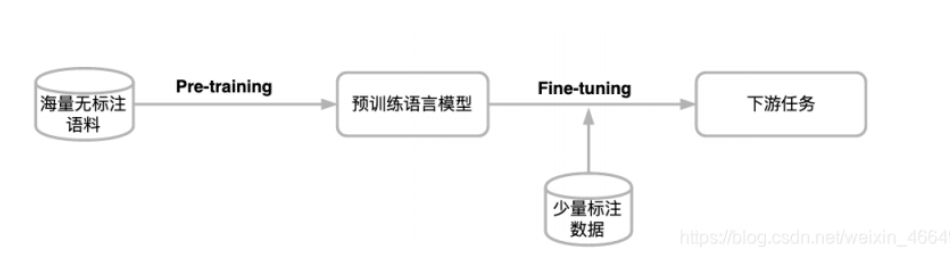 Pre-training
Fine-tuning
海量无标注
语料
预训练语言模型
下游任务
少量标注
数据
https://blog.csdn.net/weixin_4664